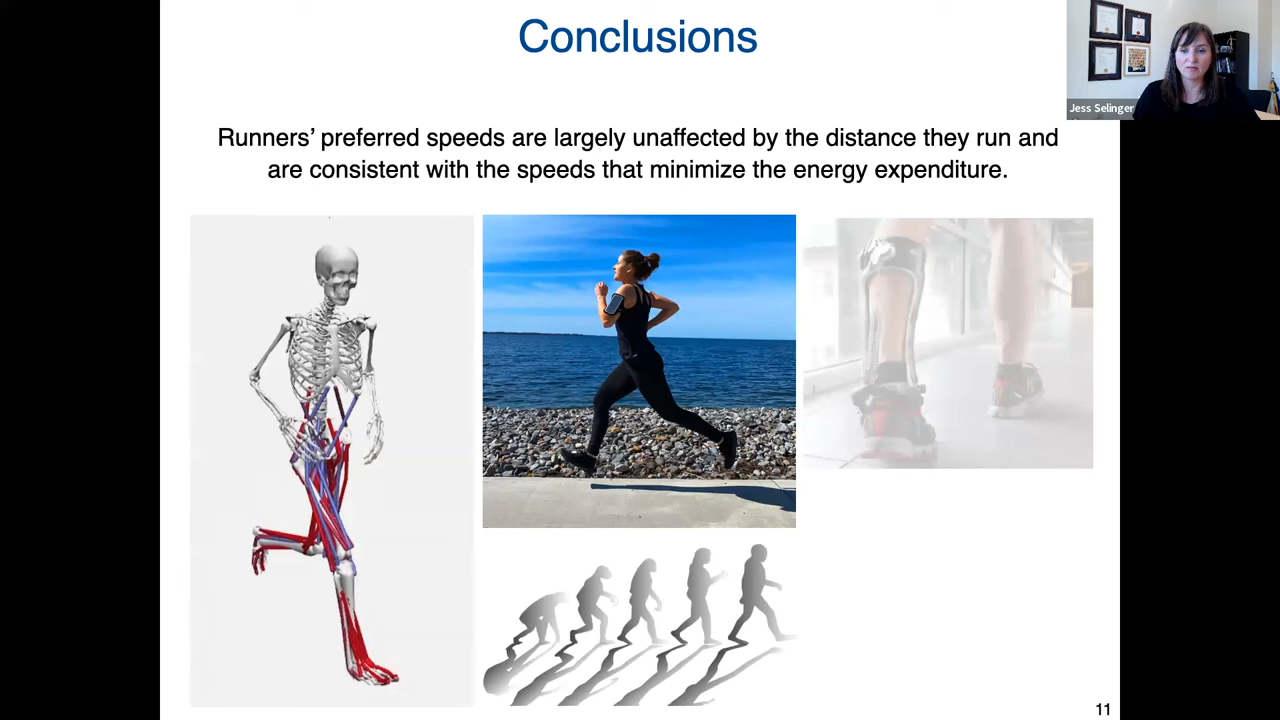 Conclusions
Jess Selinger
Runners' preferred speeds are largely unaffected by the distance they run and
are consistent with the speeds that minimize the energy expenditure.
11